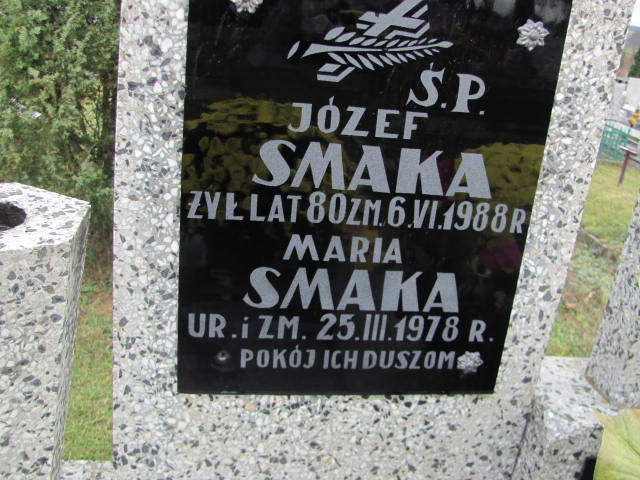 Ś.P.
JÓZEF
SMAKA
ŻYŁ LAT 80 ZM. 6.VI.1988 R
MARIA
SMAKA
UR. i ZM. 25.III.1978 R.
POKÓJ ICH DUSZOM